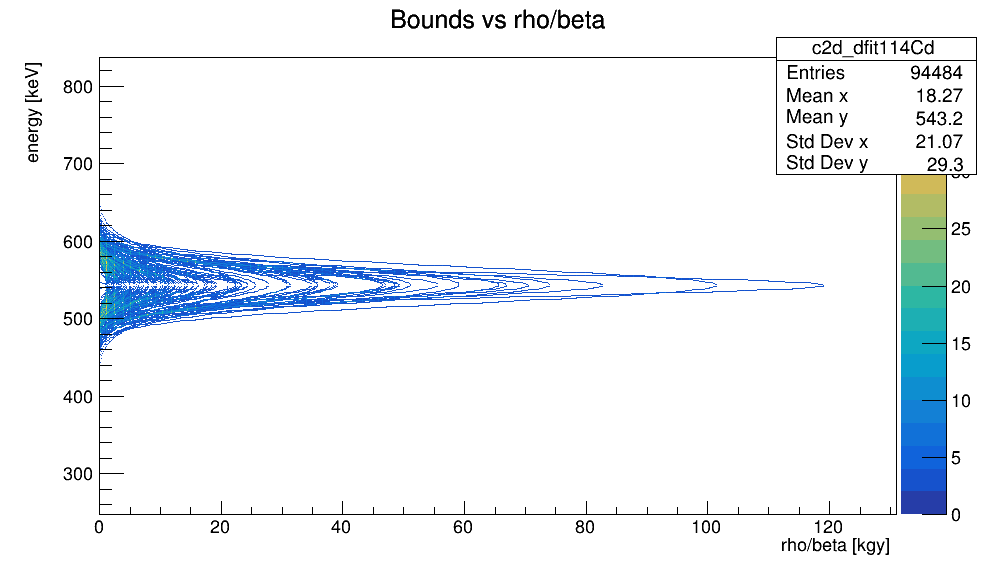 Bounds vs rho/beta
c2d_dfit114Cd
Entries 94484
Mean x 18.27
Mean y 543.2
Std Dev x 21.07
Std Dev y 29.3
energy [keV]
800
700
600
500
400
300
0 20 40 60 80 100 120
rho/beta [kgy]
25
20
15
10
5
0